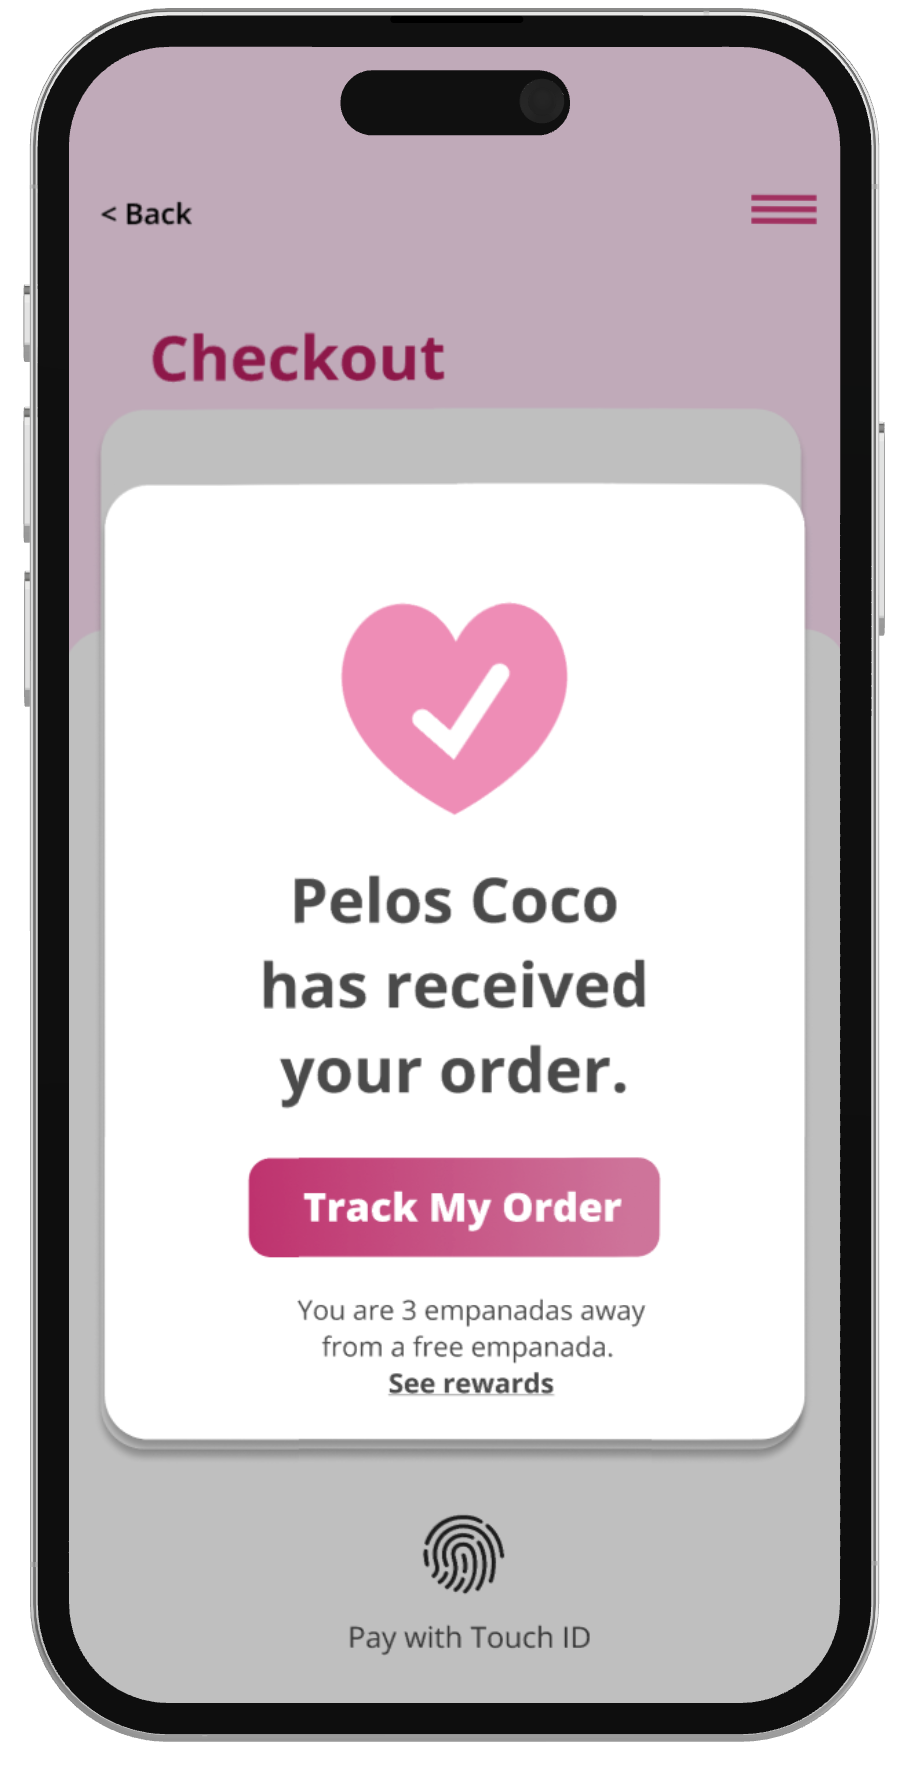 < Back
Checkout
Pelos Coco
has received
your order.
Track My Order
You are 3 empanadas away
from a free empanada.
See rewards
Pay with Touch ID